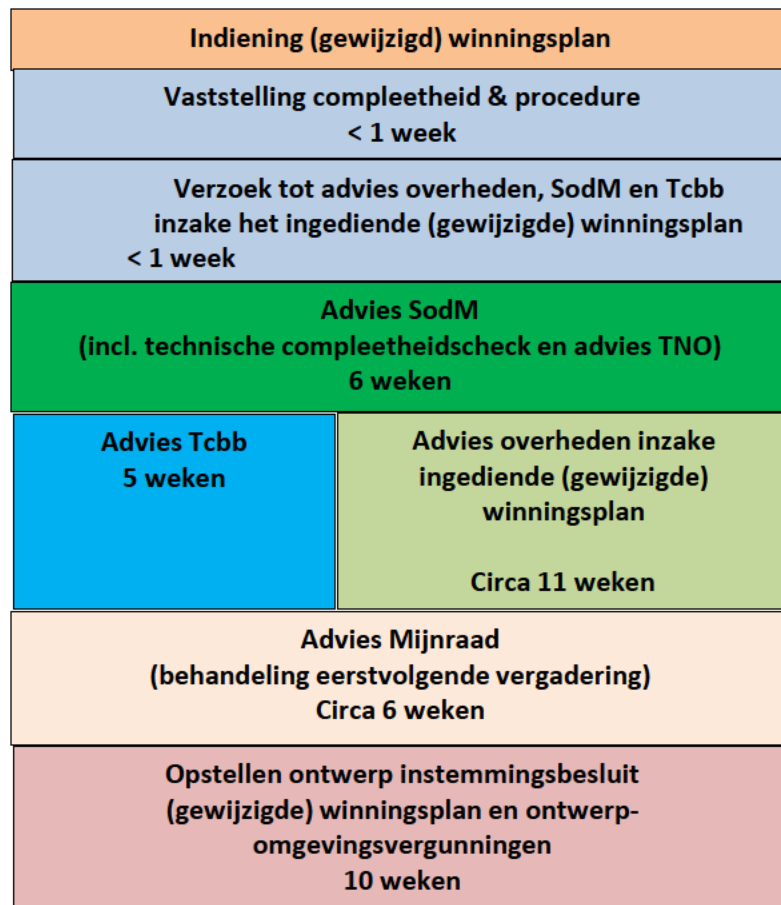 Indiening (gewijzigd) winningsplan
Vaststelling compleetheid & procedure
< 1 week
Verzoek tot advies overheden, SodM en Tcbb
inzake het ingediende (gewijzigde) winningsplan
< 1 week
Advies SodM
(incl. technische compleetheidscheck en advies TNO)
6 weken
Advies Tcbb
5 weken
Advies overheden inzake
ingediende (gewijzigde)
winningsplan
Circa 11 weken
Advies Mijnraad
(behandeling eerstvolgende vergadering)
Circa 6 weken
Opstellen ontwerp instemmingsbesluit
(gewijzigde) winningsplan en ontwerp-
omgevingsvergunningen
10 weken